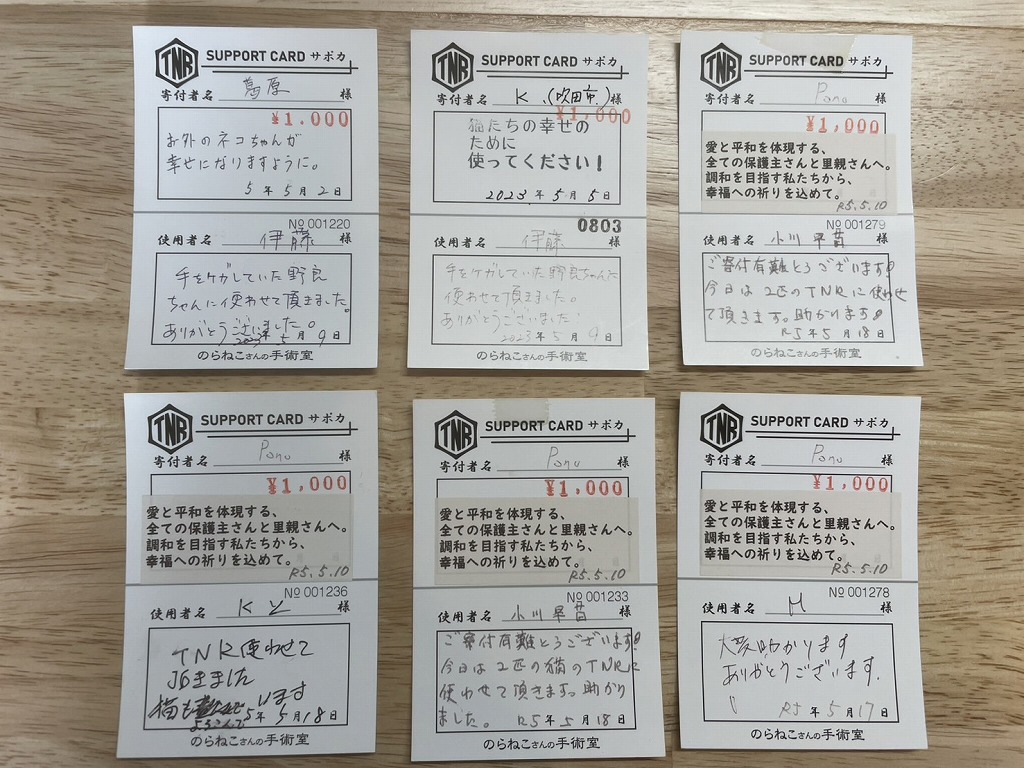 TNR SUPPORT CARD サポカ
寄付者名 葛原 様
¥1,000
お外のネコちゃんが
幸せになりますように。
5年5月2日
№001220
使用者名 伊藤 様
手をケガしていた野良
ちゃんに使わせて頂きました。
ありがとうございました。
2023年5月9日
のらねこさんの手術室
TNR SUPPORT CARD サポカ
寄付者名 K、(吹田市.)様
¥1,000
猫たちの幸せの
ために
使ってください!
2023年5月5日
0803
使用者名 伊藤 様
手をケガしていた野良ちゃんに
使わせて頂きました。
ありがとうございました!
2023年5月9日
のらねこさんの手術室
TNR SUPPORT CARD サポカ
寄付者名 Ponu 様
¥1,000
愛と平和を体現する、
全ての保護主さんと里親さんへ。
調和を目指す私たちから、
幸福への祈りを込めて。
R5.5.10
№001279
使用者名 小川 早苗 様
ご寄付有難とうございます!
今日は2匹のTNRに使わせ
て頂きます。助かります!
R5年5月18日
のらねこさんの手術室
TNR SUPPORT CARD サポカ
寄付者名 Ponu 様
¥1,000
愛と平和を体現する、
全ての保護主さんと里親さんへ。
調和を目指す私たちから、
幸福への祈りを込めて。
R5.5.10
№001236
使用者名 K 様
TNR使わせて
頂きました
猫も
よろこんでいます
5年5月18日
のらねこさんの手術室
TNR SUPPORT CARD サポカ
寄付者名 Ponu 様
¥1,000
愛と平和を体現する、
全ての保護主さんと里親さんへ。
調和を目指す私たちから、
幸福への祈りを込めて。
R5.5.10
№001233
使用者名 小川 早苗 様
ご寄付有難とうございます!
今日は2匹の猫のTNRに
使わせて頂きます。助かり
ました。 R5年5月18日
のらねこさんの手術室
TNR SUPPORT CARD サポカ
寄付者名 Ponu 様
¥1,000
愛と平和を体現する、
全ての保護主さんと里親さんへ。
調和を目指す私たちから、
幸福への祈りを込めて。
R5.5.10
№001278
使用者名 M 様
大変助かります
ありがとうございます.
R5年5月17日
のらねこさんの手術室